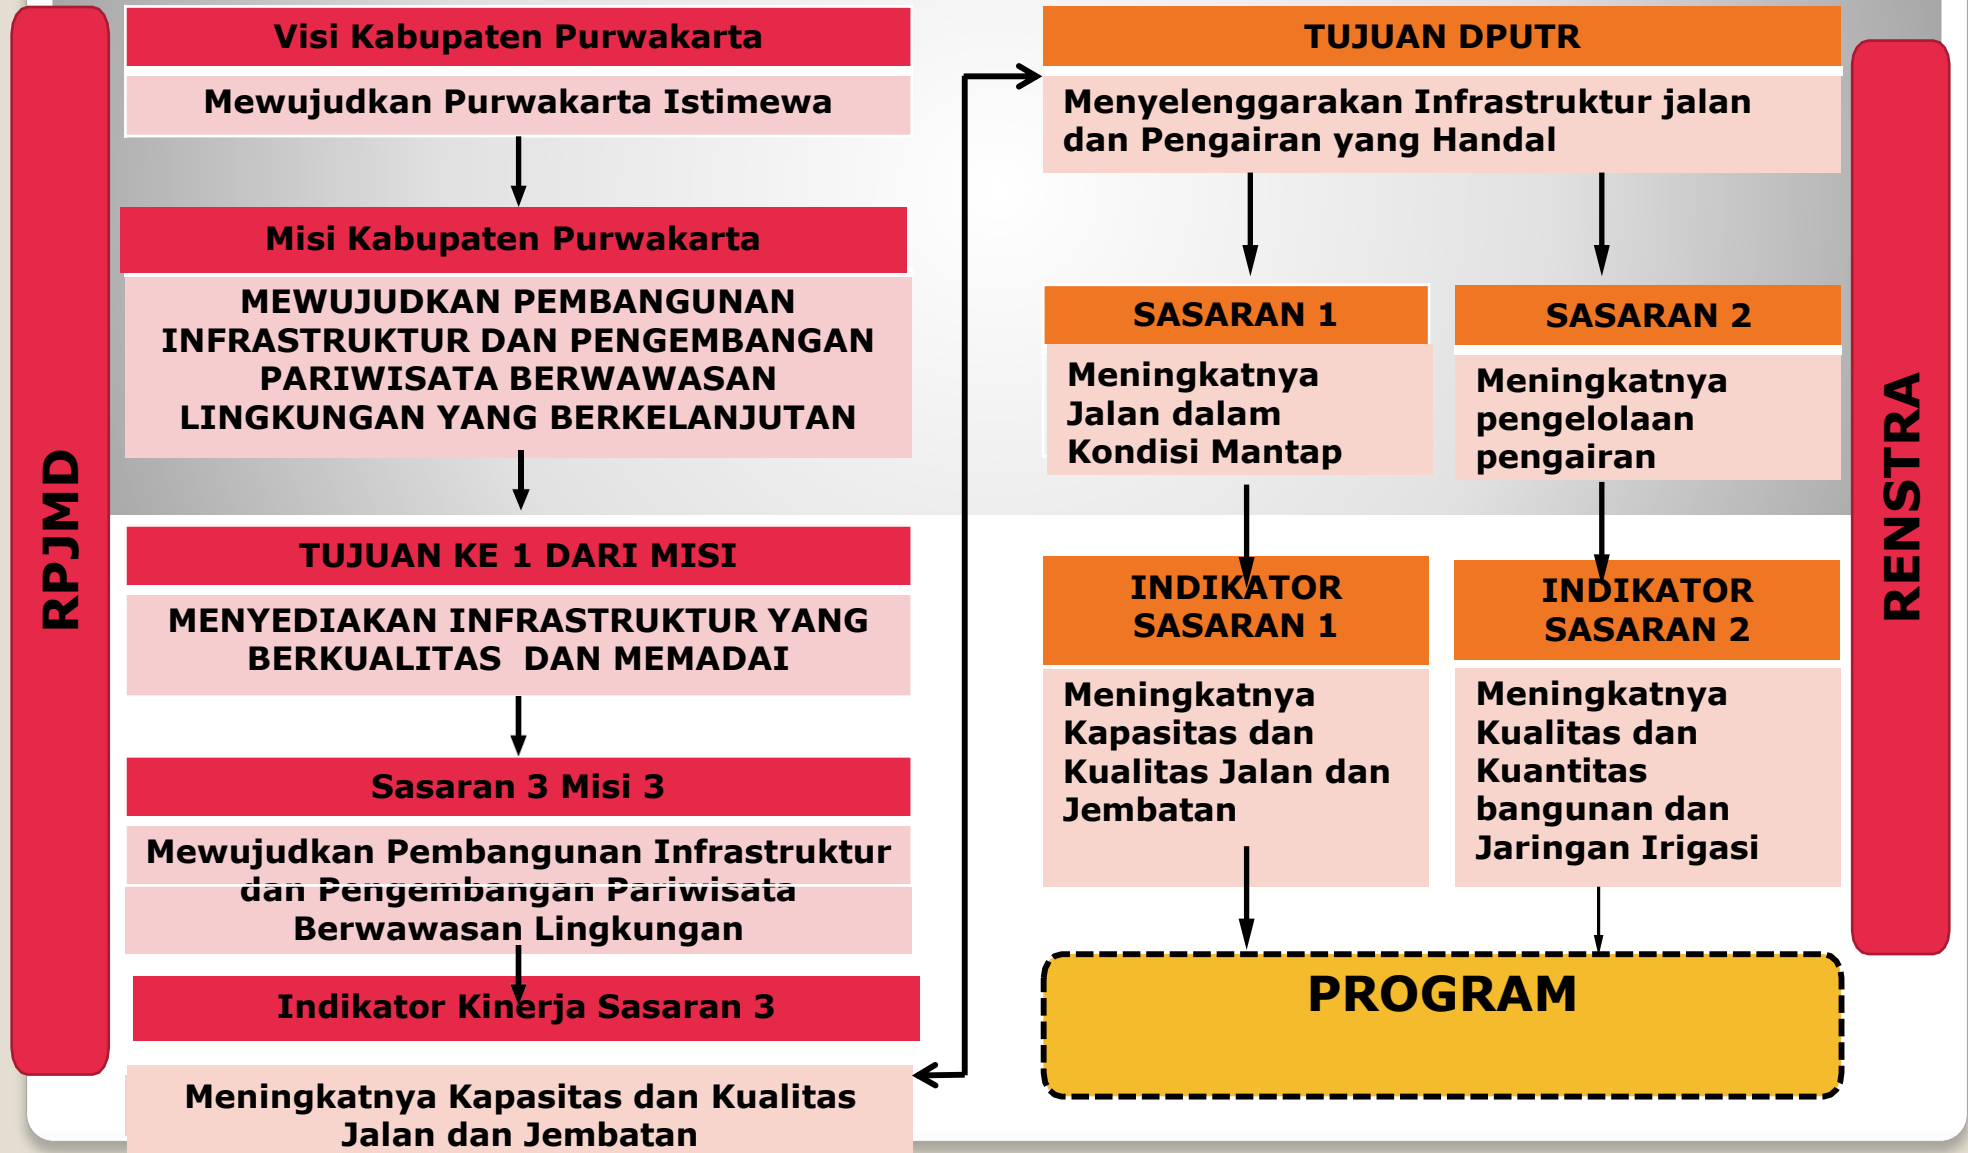 RPJMD
Visi Kabupaten Purwakarta
Mewujudkan Purwakarta Istimewa
Misi Kabupaten Purwakarta
MEWUJUDKAN PEMBANGUNAN
INFRASTRUKTUR DAN PENGEMBANGAN
PARIWISATA BERWAWASAN
LINGKUNGAN YANG BERKELANJUTAN
TUJUAN KE 1 DARI MISI
MENYEDIAKAN INFRASTRUKTUR YANG
BERKUALITAS DAN MEMADAI
Sasaran 3 Misi 3
Mewujudkan Pembangunan Infrastruktur
dan Pengembangan Pariwisata
Berwawasan Lingkungan
Indikator Kinerja Sasaran 3
Meningkatnya Kapasitas dan Kualitas
Jalan dan Jembatan
TUJUAN DPUTR
Menyelenggarakan Infrastruktur jalan
dan Pengairan yang Handal
SASARAN 1
Meningkatnya
Jalan dalam
Kondisi Mantap
INDIKATOR
SASARAN 1
Meningkatnya
Kapasitas dan
Kualitas Jalan dan
Jembatan
SASARAN 2
Meningkatnya
pengelolaan
pengairan
INDIKATOR
SASARAN 2
Meningkatnya
Kualitas dan
Kuantitas
bangunan dan
Jaringan Irigasi
PROGRAM
RENSTRA